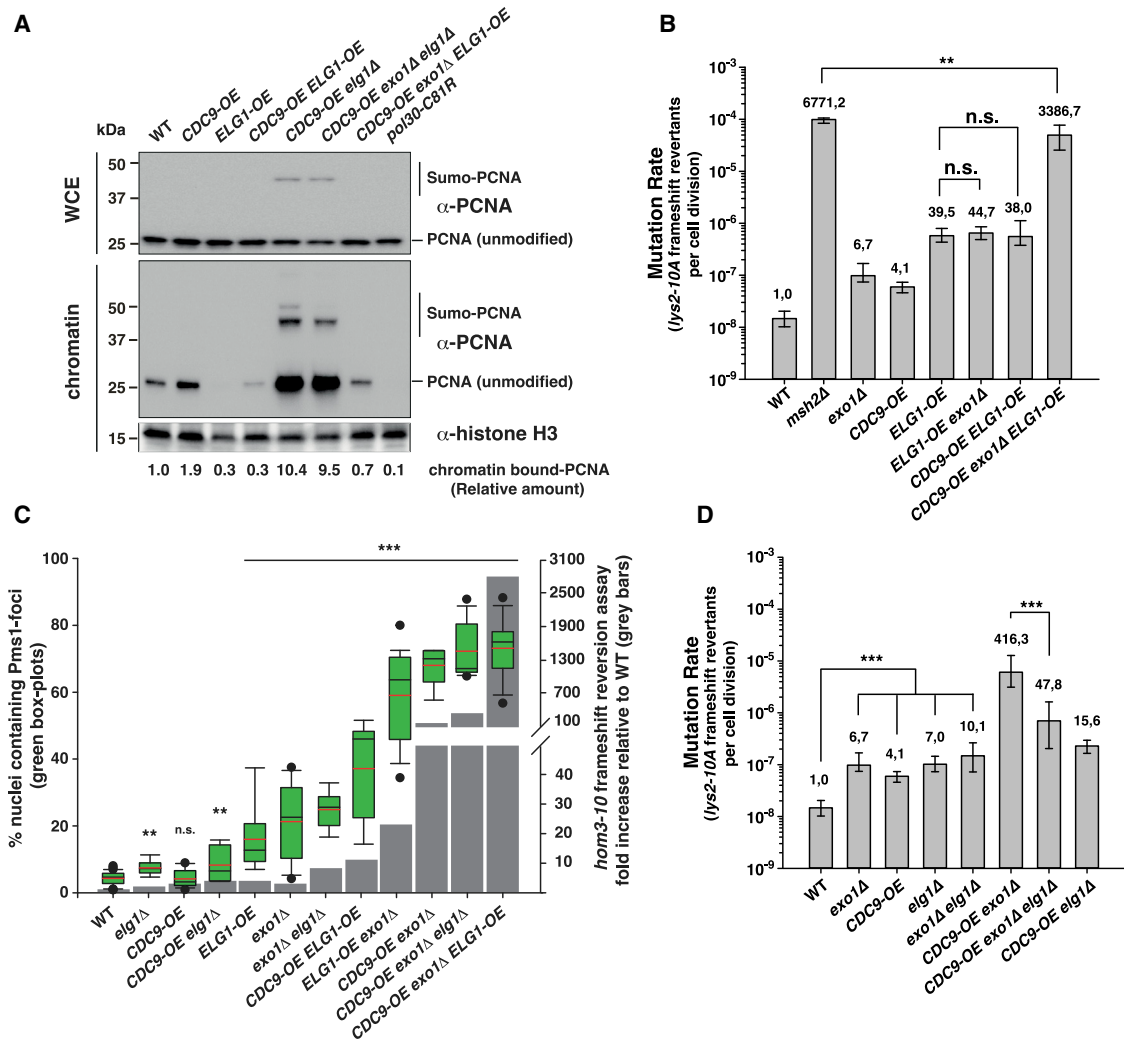 A
WT
CDC9-OE
ELG1-OE
CDC9-OE ELG1-OE
CDC9-OE elg1Δ
CDC9-OE exo1Δ elg1Δ
CDC9-OE exo1Δ ELG1-OE
pol30-C81R
kDa
WCE
50
37
25
Sumo-PCNA
α-PCNA
PCNA (unmodified)
chromatin
50
37
25
Sumo-PCNA
α-PCNA
PCNA (unmodified)
15
α-histone H3
1.0 1.9 0.3 0.3 10.4 9.5 0.7 0.1
chromatin bound-PCNA
(Relative amount)
B
Mutation Rate
(lys2-10A frameshift revertants
per cell division)
10-3
10-4
10-5
10-6
10-7
10-8
10-9
**
n.s.
n.s.
1,0
6771,2
6,7
4,1
39,5
44,7
38,0
3386,7
WT
msh2Δ
exo1Δ
CDC9-OE
ELG1-OE
ELG1-OE exo1Δ
CDC9-OE ELG1-OE
CDC9-OE exo1Δ ELG1-OE
C
% nuclei containing Pms1-foci
(green box-plots)
100
80
60
40
20
0
**
n.s.
**
***
3100
2500
1900
1300
700
100
40
30
20
10
hom3-10 frameshift reversion assay
fold increase relative to WT (grey bars)
WT
elg1Δ
CDC9-OE
CDC9-OE elg1Δ
ELG1-OE
exo1Δ
exo1Δ elg1Δ
CDC9-OE ELG1-OE
ELG1-OE exo1Δ
CDC9-OE exo1Δ
CDC9-OE exo1Δ elg1Δ
CDC9-OE exo1Δ ELG1-OE
D
Mutation Rate
(lys2-10A frameshift revertants
per cell division)
10-3
10-4
10-5
10-6
10-7
10-8
10-9
***
***
1,0
6,7
4,1
7,0
10,1
416,3
47,8
15,6
WT
exo1Δ
CDC9-OE
elg1Δ
exo1Δ elg1Δ
CDC9-OE exo1Δ
CDC9-OE exo1Δ elg1Δ
CDC9-OE elg1Δ